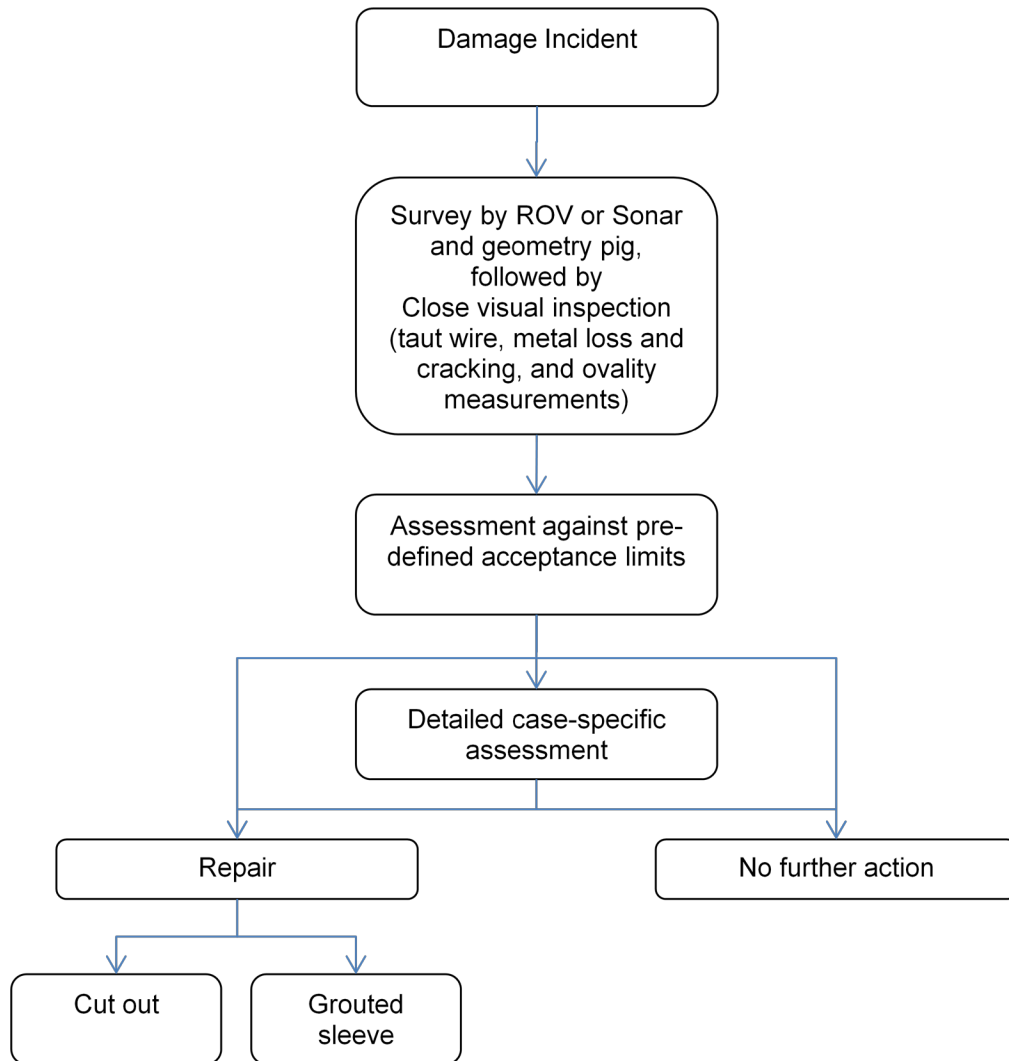 Damage Incident
Survey by ROV or Sonar
and geometry pig,
followed by
Close visual inspection
(taut wire, metal loss and
cracking, and ovality
measurements)
Assessment against pre-
defined acceptance limits
Detailed case-specific
assessment
Repair
No further action
Cut out
Grouted
sleeve